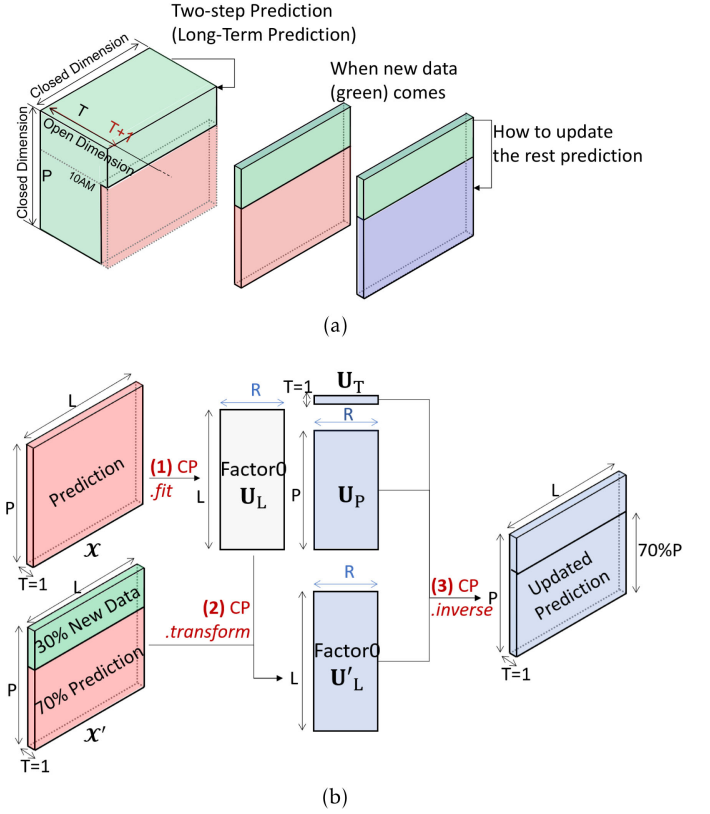 Two-step Prediction
(Long-Term Prediction)
Closed Dimension
T
T+1
Open Dimension
Closed Dimension
P
10AM
When new data
(green) comes
How to update
the rest prediction
(a)
L
P
Prediction
T=1
𝒳
(1) CP
.fit
R
L
Factor0
U_L
T=1
U_T
R
P
U_P
L
30% New Data
70% Prediction
P
T=1
𝒳′
(2) CP
.transform
R
L
Factor0
U′_L
(3) CP
.inverse
L
P
Updated
Prediction
70%P
T=1
(b)